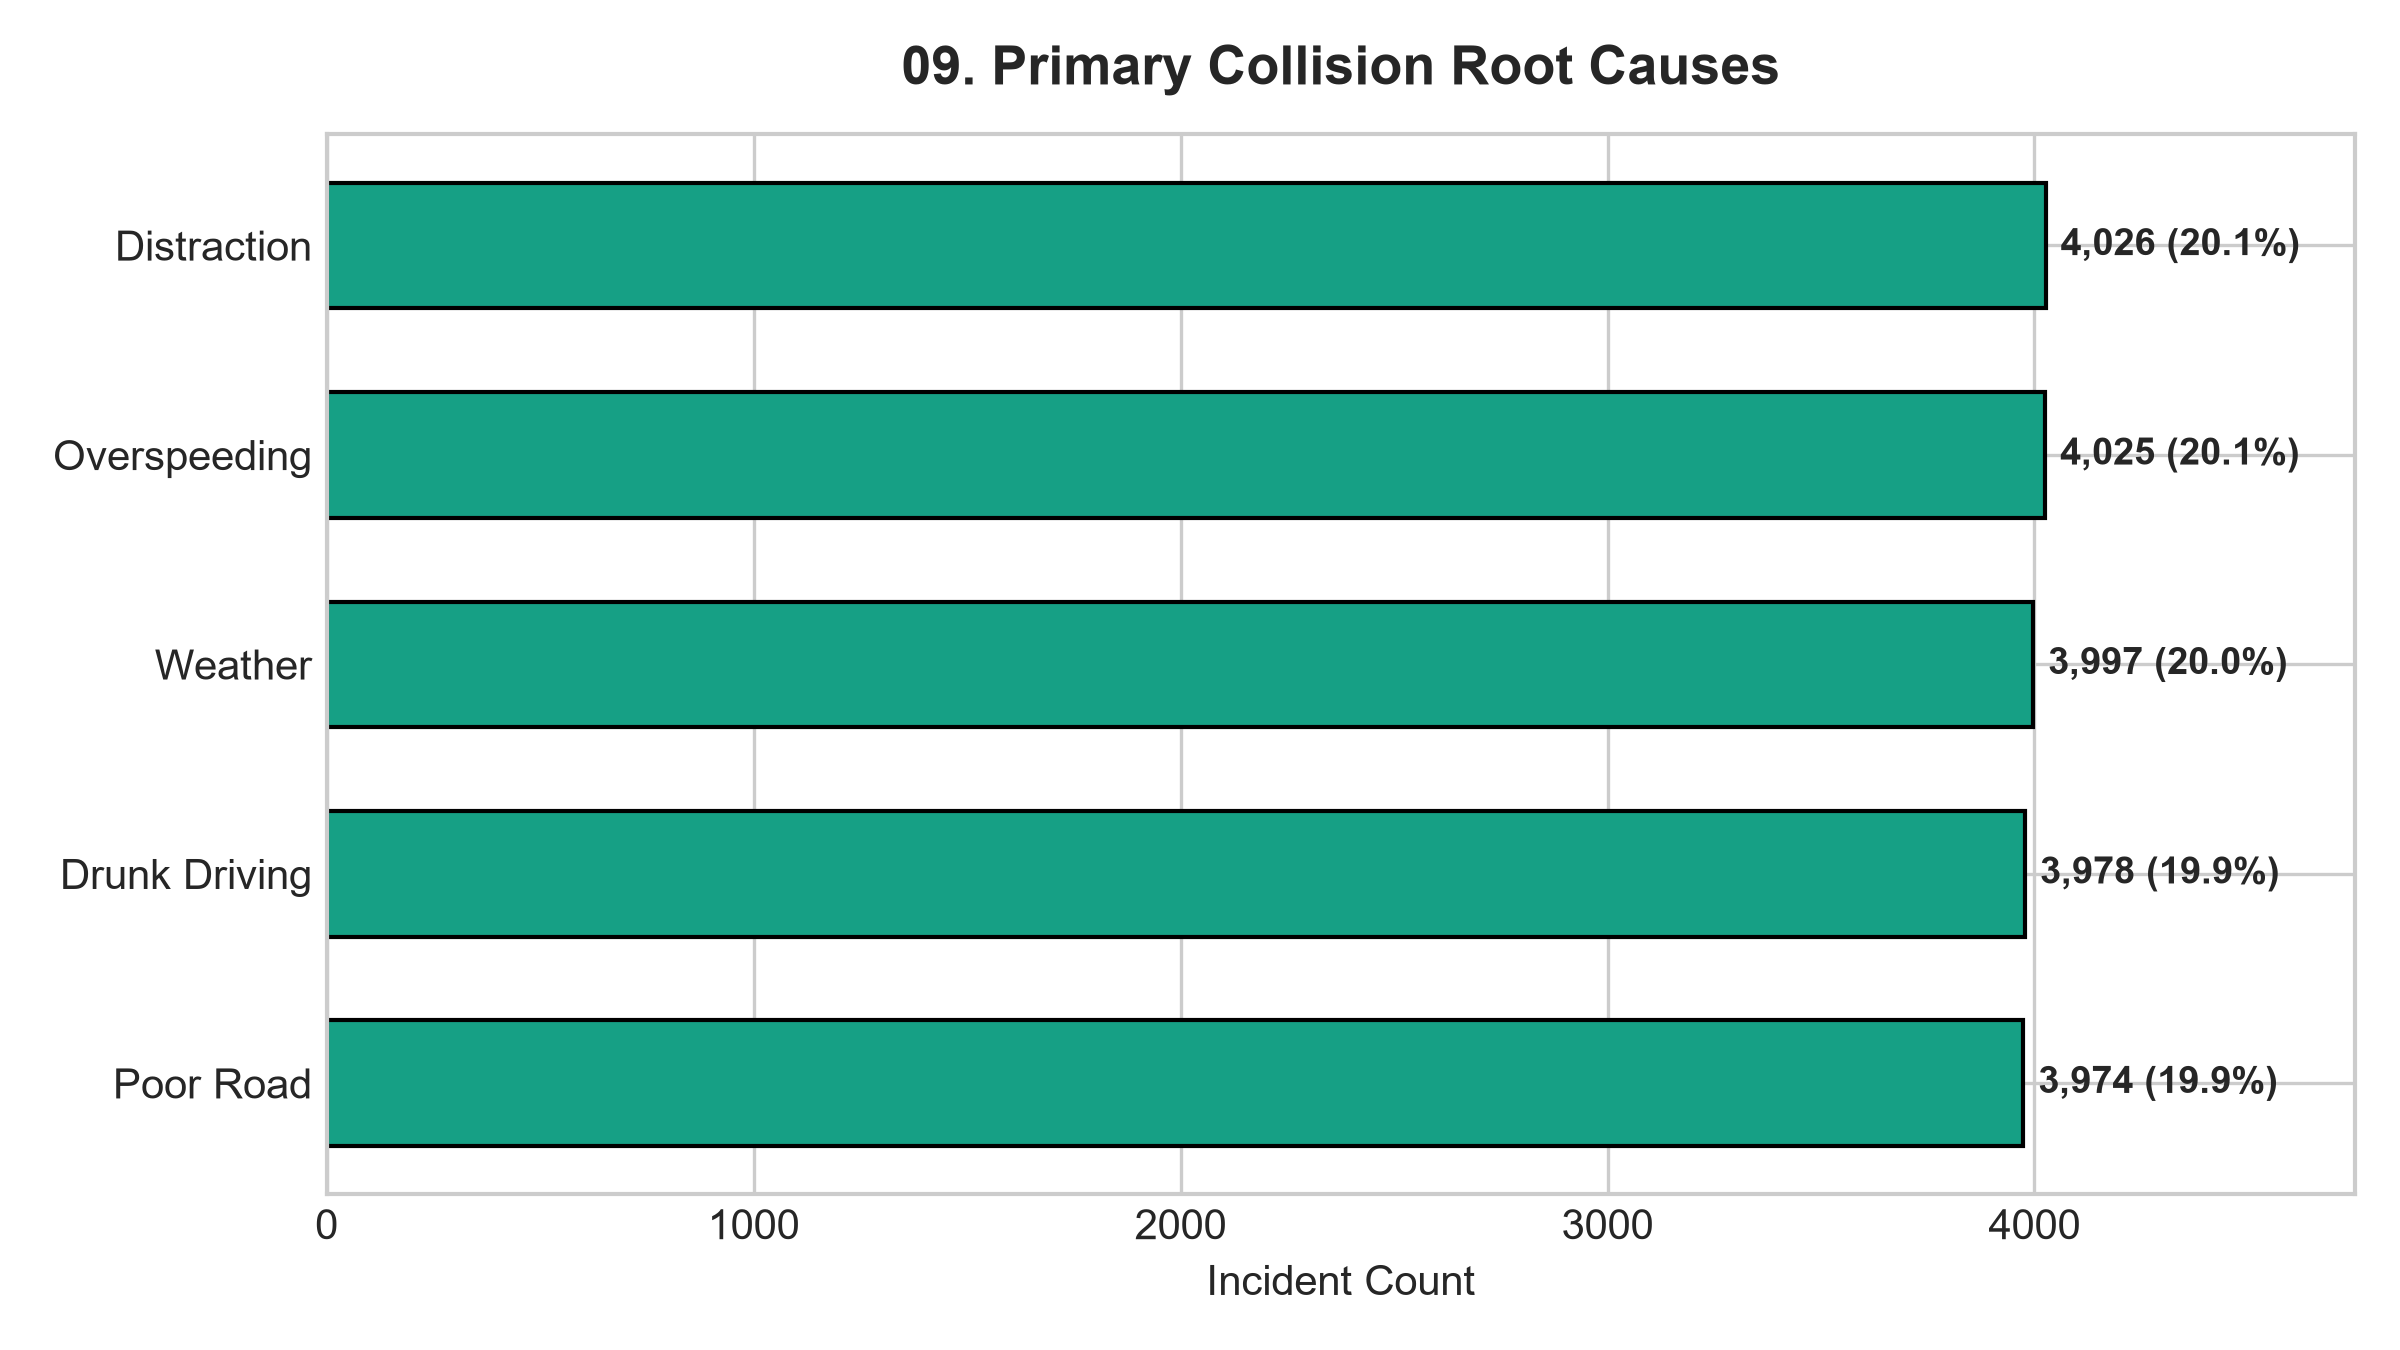 09. Primary Collision Root Causes
Distraction 4,026 (20.1%)
Overspeeding 4,025 (20.1%)
Weather 3,997 (20.0%)
Drunk Driving 3,978 (19.9%)
Poor Road 3,974 (19.9%)
0 1000 2000 3000 4000
Incident Count